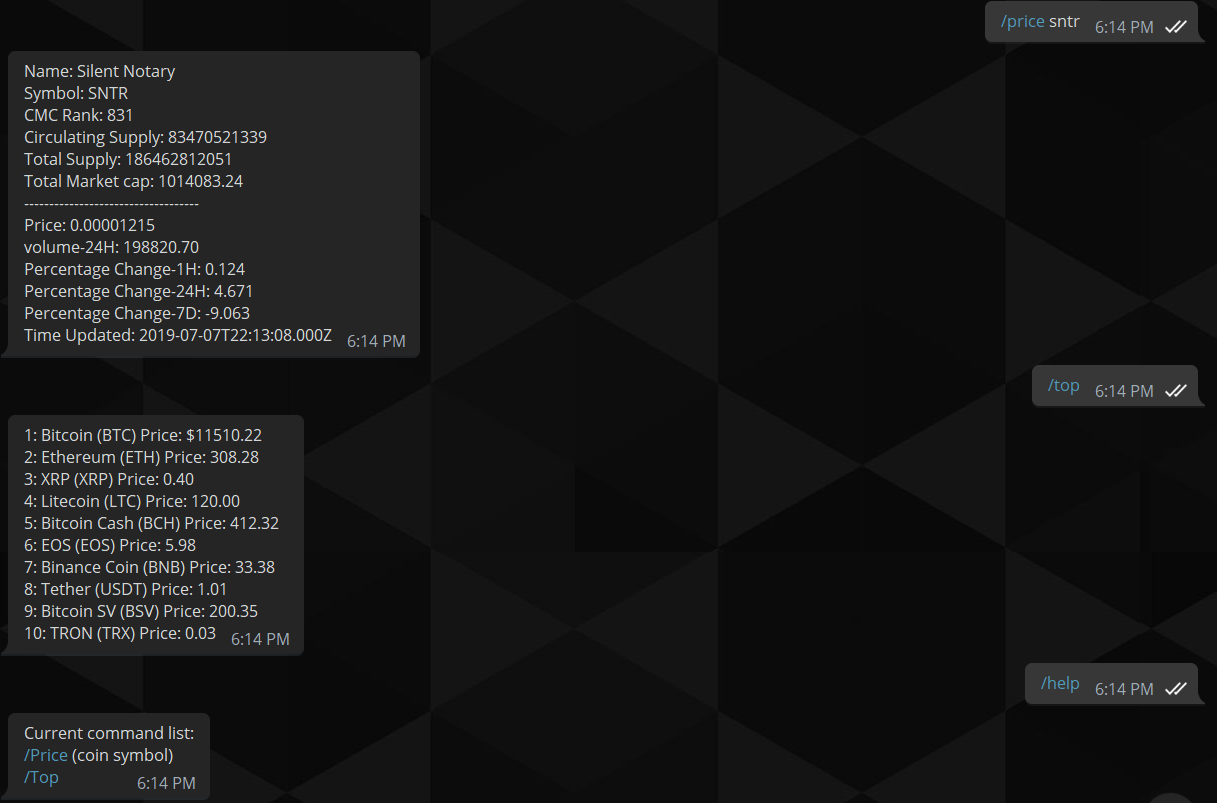 /price sntr 6:14 PM
Name: Silent Notary
Symbol: SNTR
CMC Rank: 831
Circulating Supply: 83470521339
Total Supply: 186462812051
Total Market cap: 1014083.24
-----------------------------------
Price: 0.00001215
volume-24H: 198820.70
Percentage Change-1H: 0.124
Percentage Change-24H: 4.671
Percentage Change-7D: -9.063
Time Updated: 2019-07-07T22:13:08.000Z 6:14 PM
/top 6:14 PM
1: Bitcoin (BTC) Price: $11510.22
2: Ethereum (ETH) Price: 308.28
3: XRP (XRP) Price: 0.40
4: Litecoin (LTC) Price: 120.00
5: Bitcoin Cash (BCH) Price: 412.32
6: EOS (EOS) Price: 5.98
7: Binance Coin (BNB) Price: 33.38
8: Tether (USDT) Price: 1.01
9: Bitcoin SV (BSV) Price: 200.35
10: TRON (TRX) Price: 0.03 6:14 PM
/help 6:14 PM
Current command list:
/Price (coin symbol)
/Top 6:14 PM